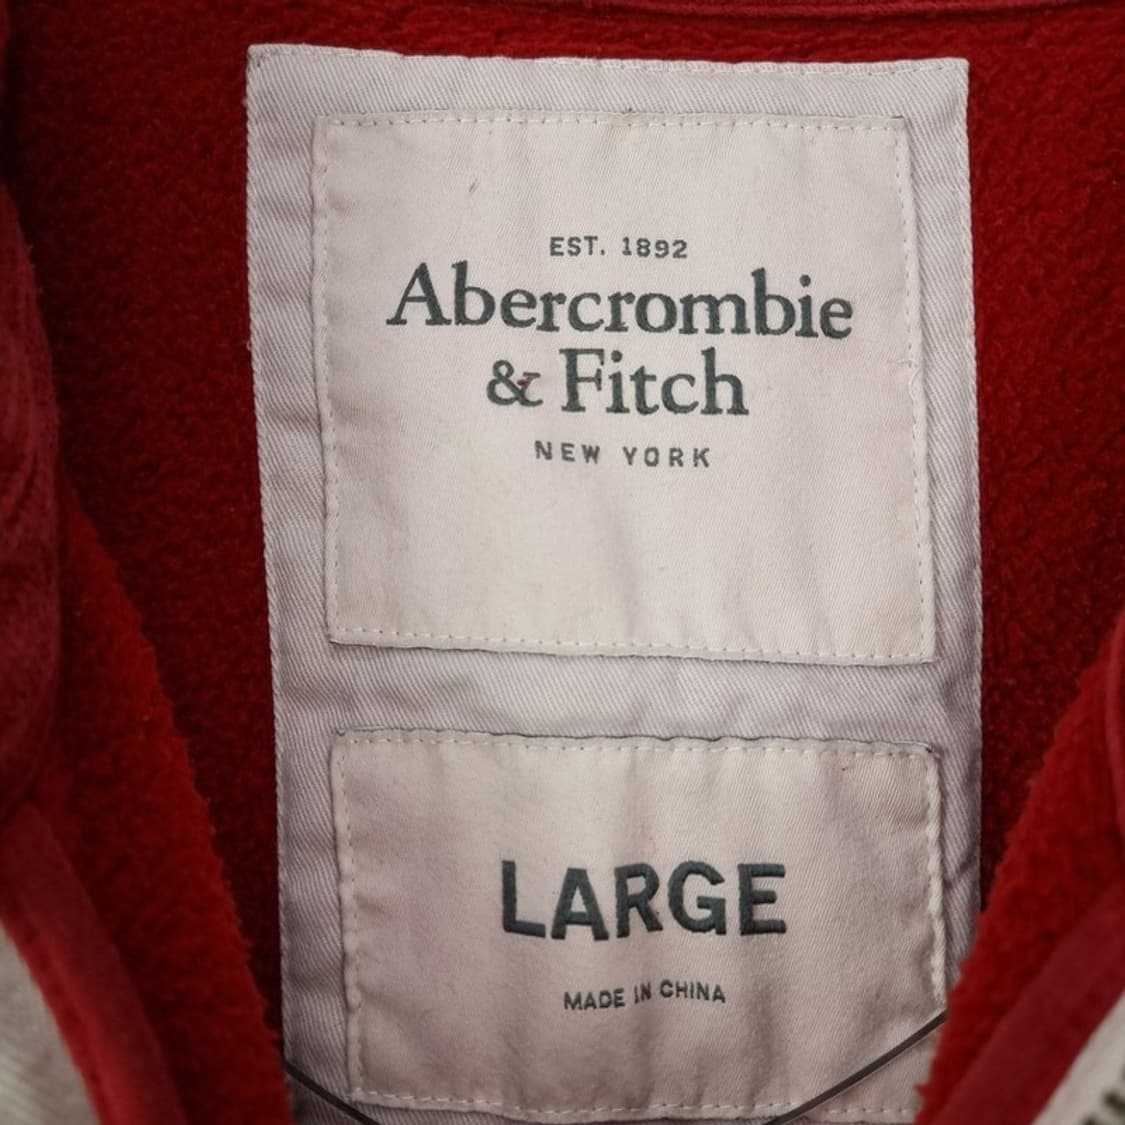 EST. 1892
Abercrombie
& Fitch
NEW YORK
LARGE
MADE IN CHINA